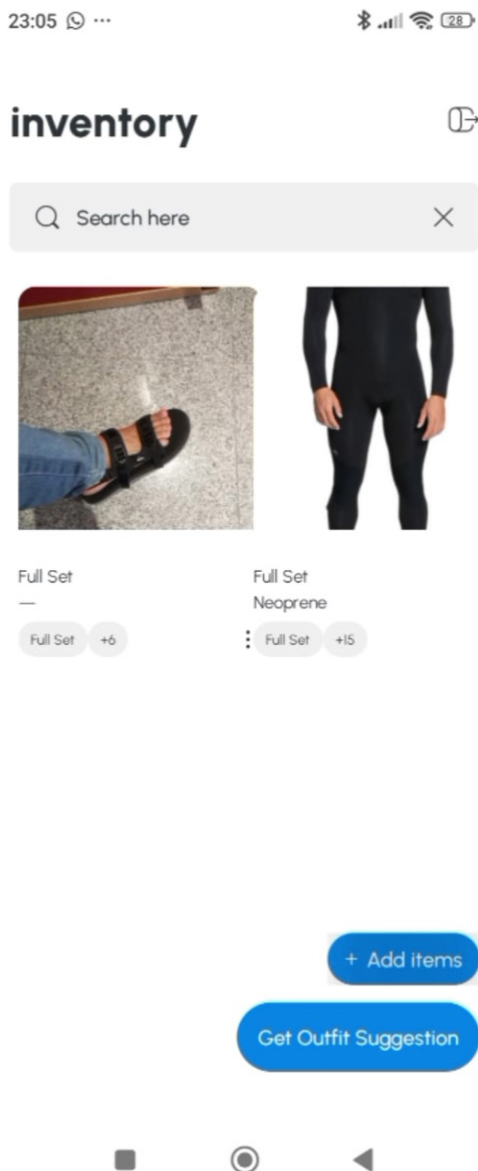 23:05 ... 28
inventory
Search here
Full Set
—
Full Set +6
Full Set
Neoprene
Full Set +15
+ Add items
Get Outfit Suggestion